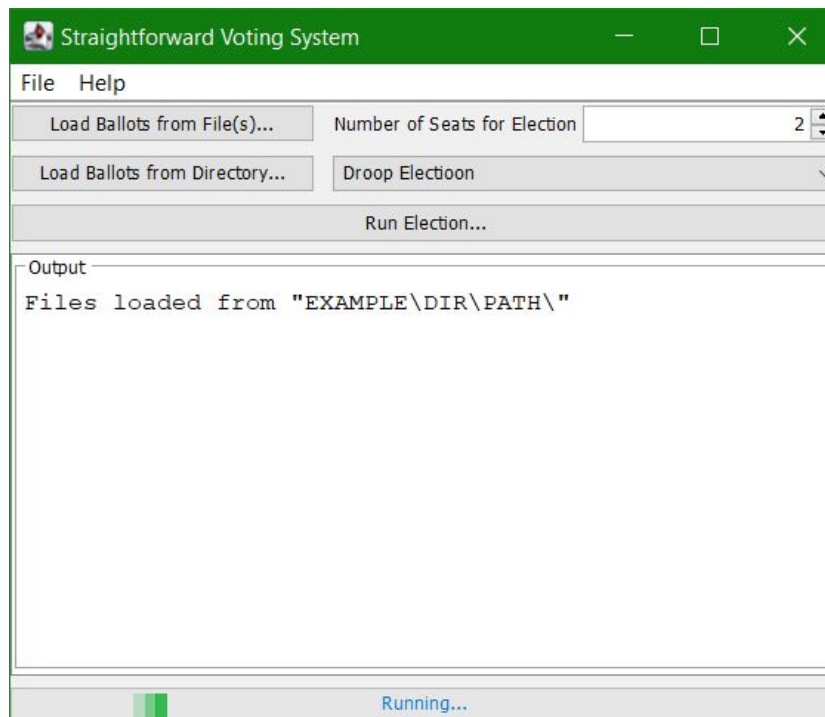 Straightforward Voting System
File Help
Load Ballots from File(s)... Number of Seats for Election 2
Load Ballots from Directory... Droop Electioon
Run Election...
Output
Files loaded from "EXAMPLE\DIR\PATH\"
Running...